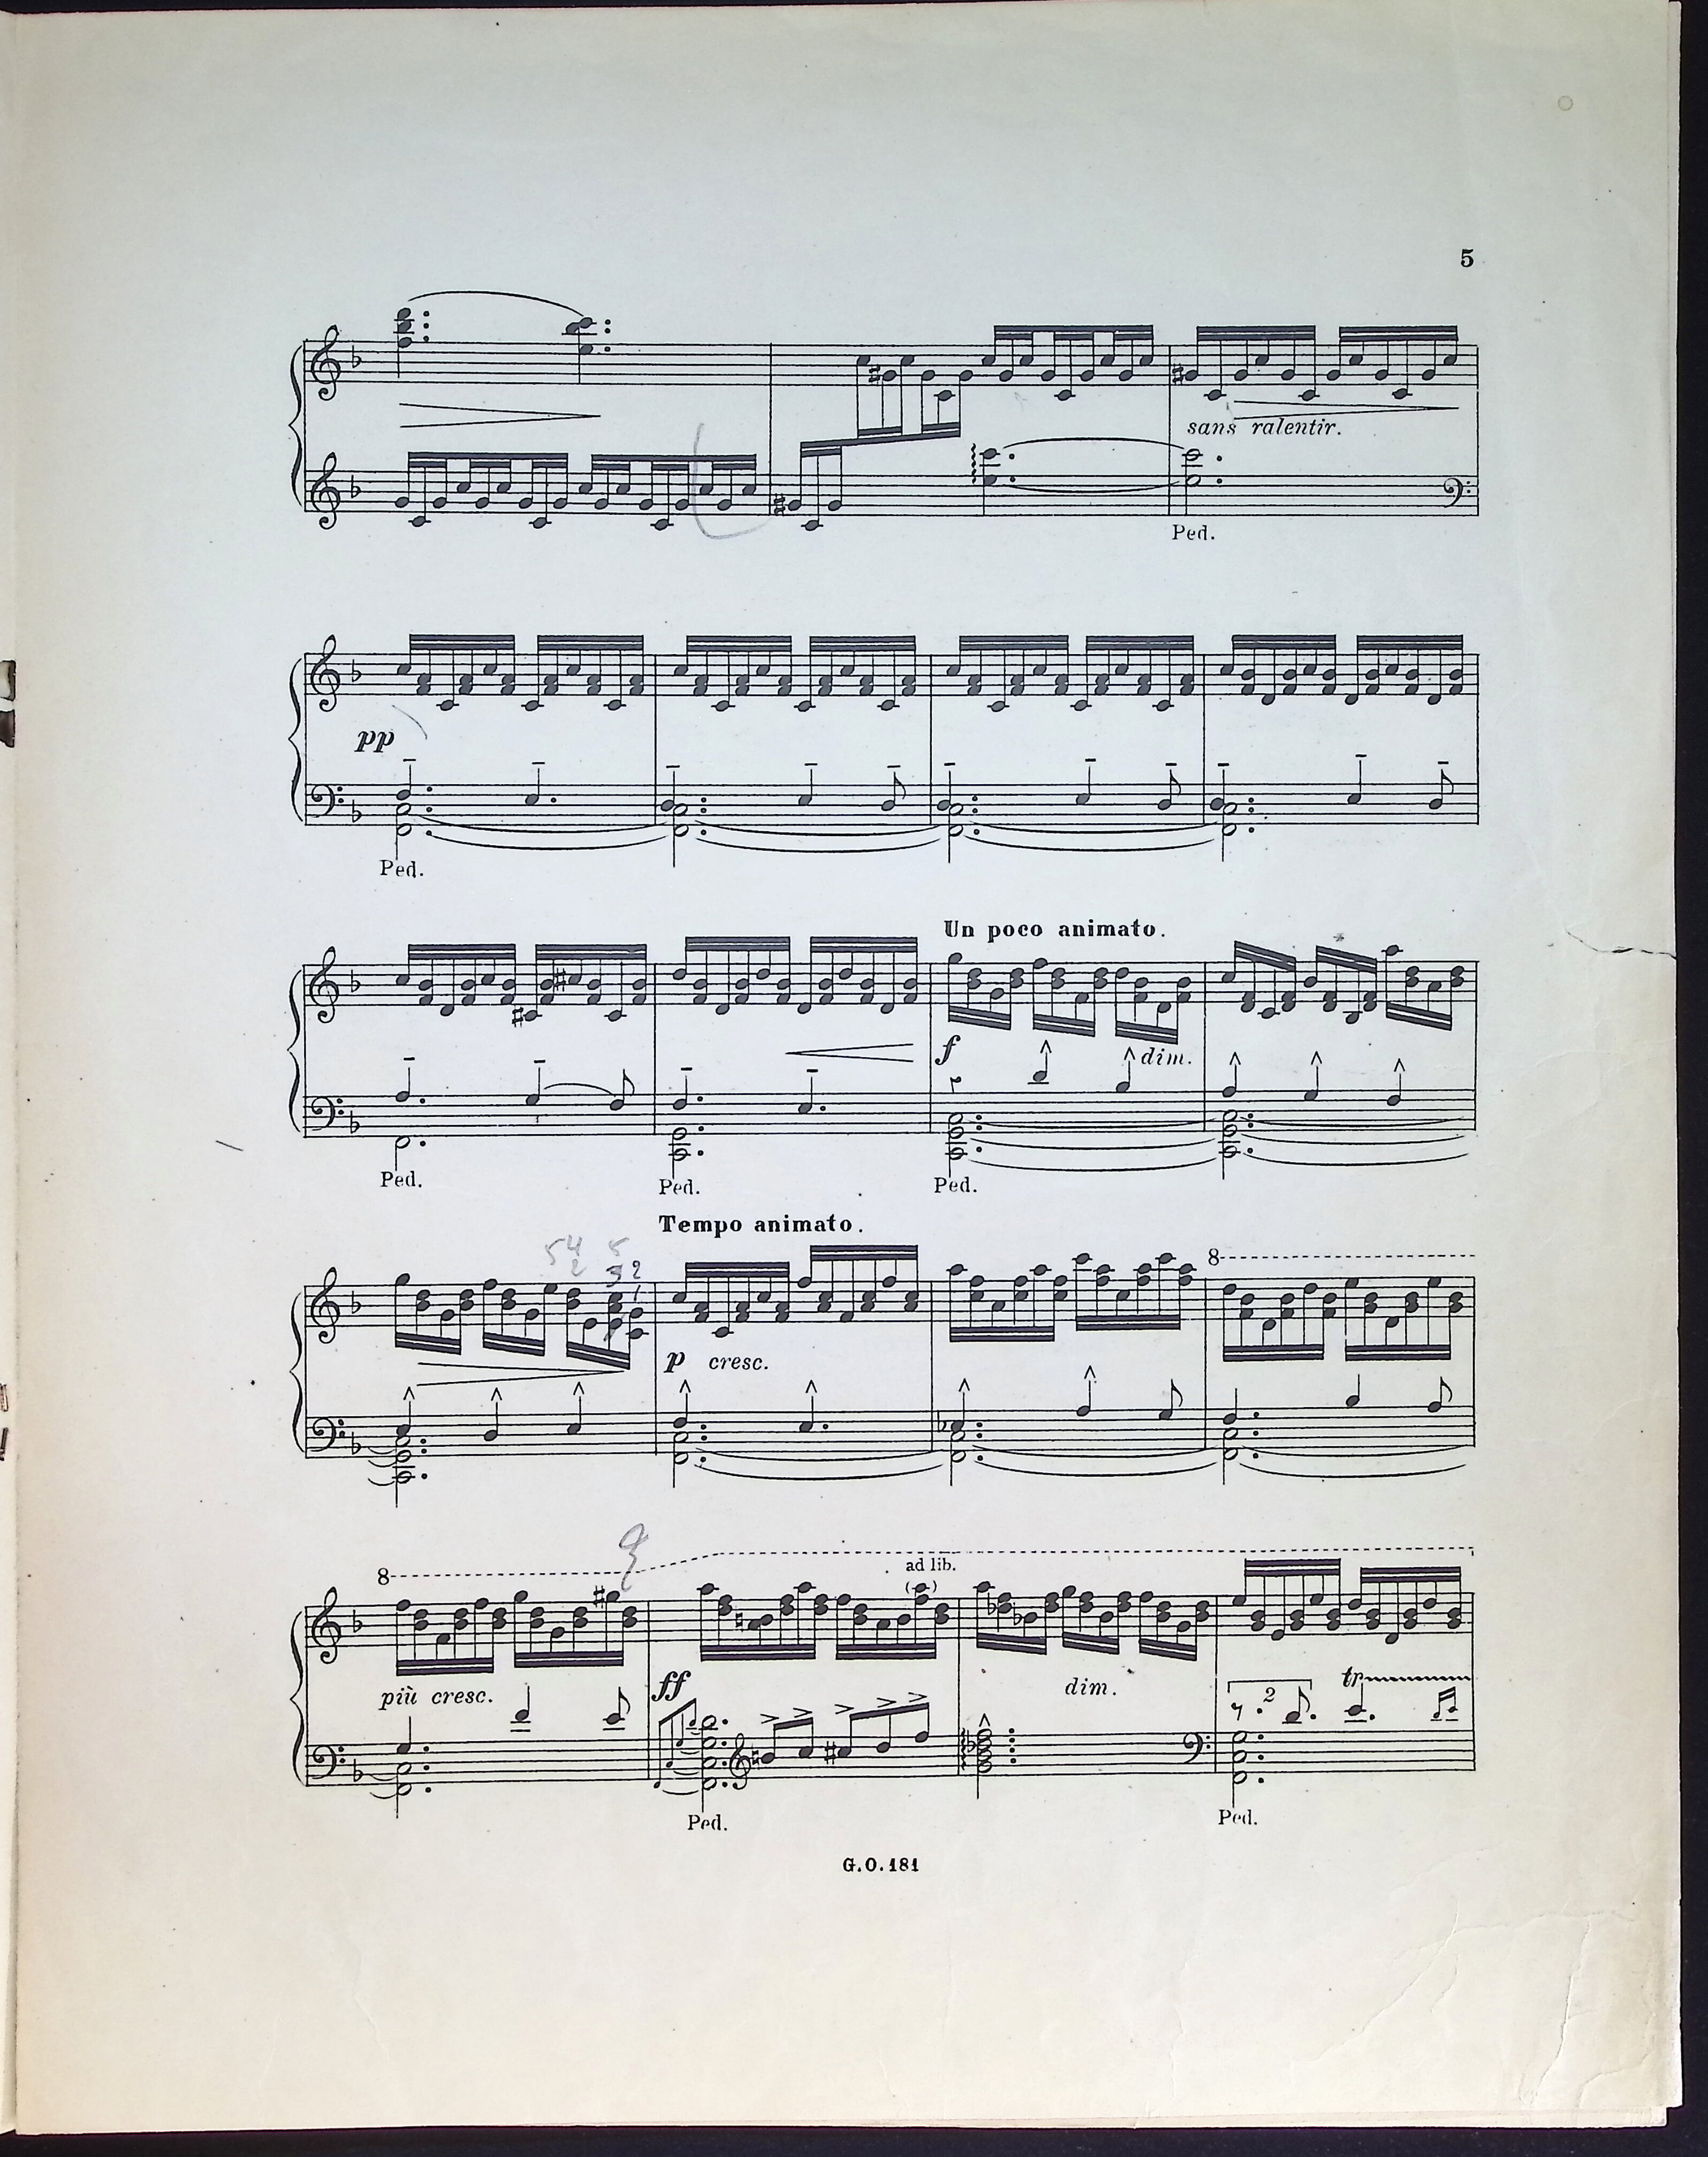 5
sans ralentir.
Ped.
pp
Ped.
Un poco animato.
f dim.
Ped. Ped. Ped.
Tempo animato.
5 4 5
2 3 2
1
8
p cresc.
8
ad lib.
più cresc. ff dim. tr
2
Ped. Ped.
G.O.181